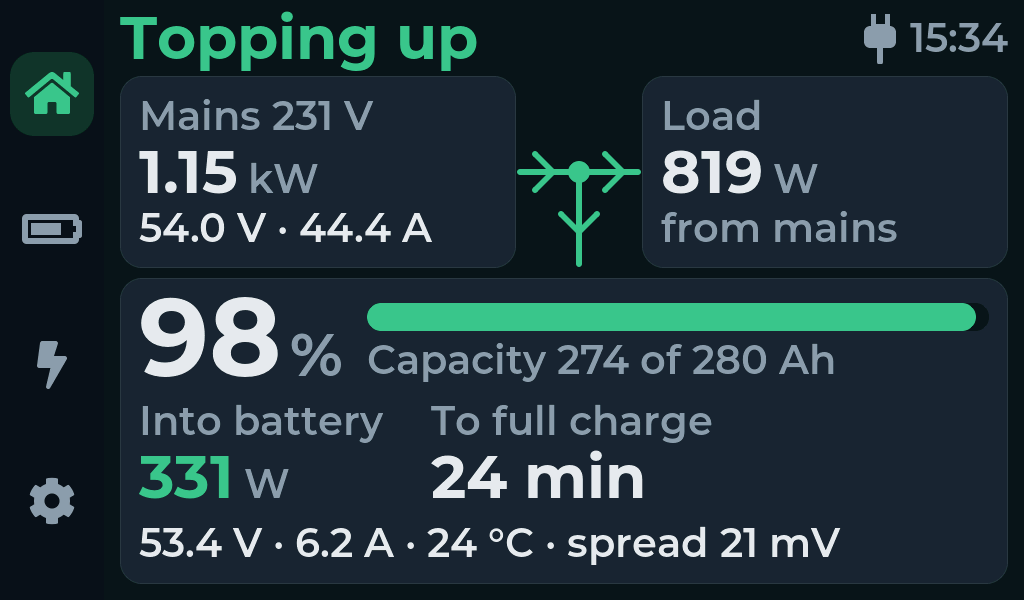 Topping up
15:34
Mains 231 V
1.15 kW
54.0 V · 44.4 A
Load
819 W
from mains
98 %
Capacity 274 of 280 Ah
Into battery
331 W
To full charge
24 min
53.4 V · 6.2 A · 24 °C · spread 21 mV